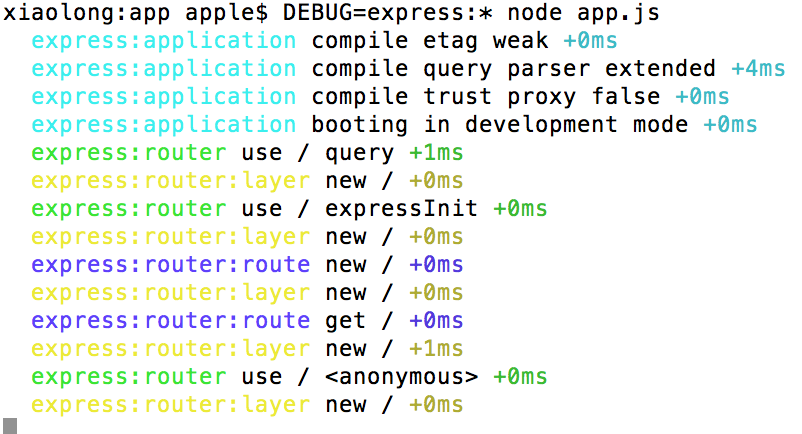 xiaolong:app apple$ DEBUG=express:* node app.js
express:application compile etag weak +0ms
express:application compile query parser extended +4ms
express:application compile trust proxy false +0ms
express:application booting in development mode +0ms
express:router use / query +1ms
express:router:layer new / +0ms
express:router use / expressInit +0ms
express:router:layer new / +0ms
express:router:route new / +0ms
express:router:layer new / +0ms
express:router:route get / +0ms
express:router:layer new / +1ms
express:router use / <anonymous> +0ms
express:router:layer new / +0ms